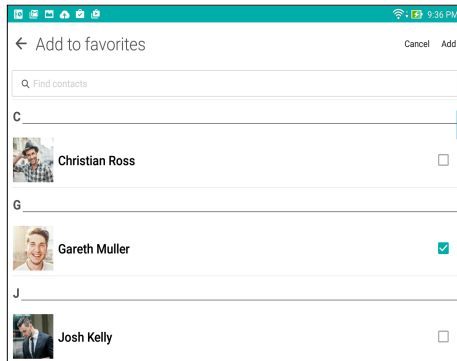 9:36 PM
Add to favorites
Cancel Add
Find contacts
C
Christian Ross
G
Gareth Muller
J
Josh Kelly